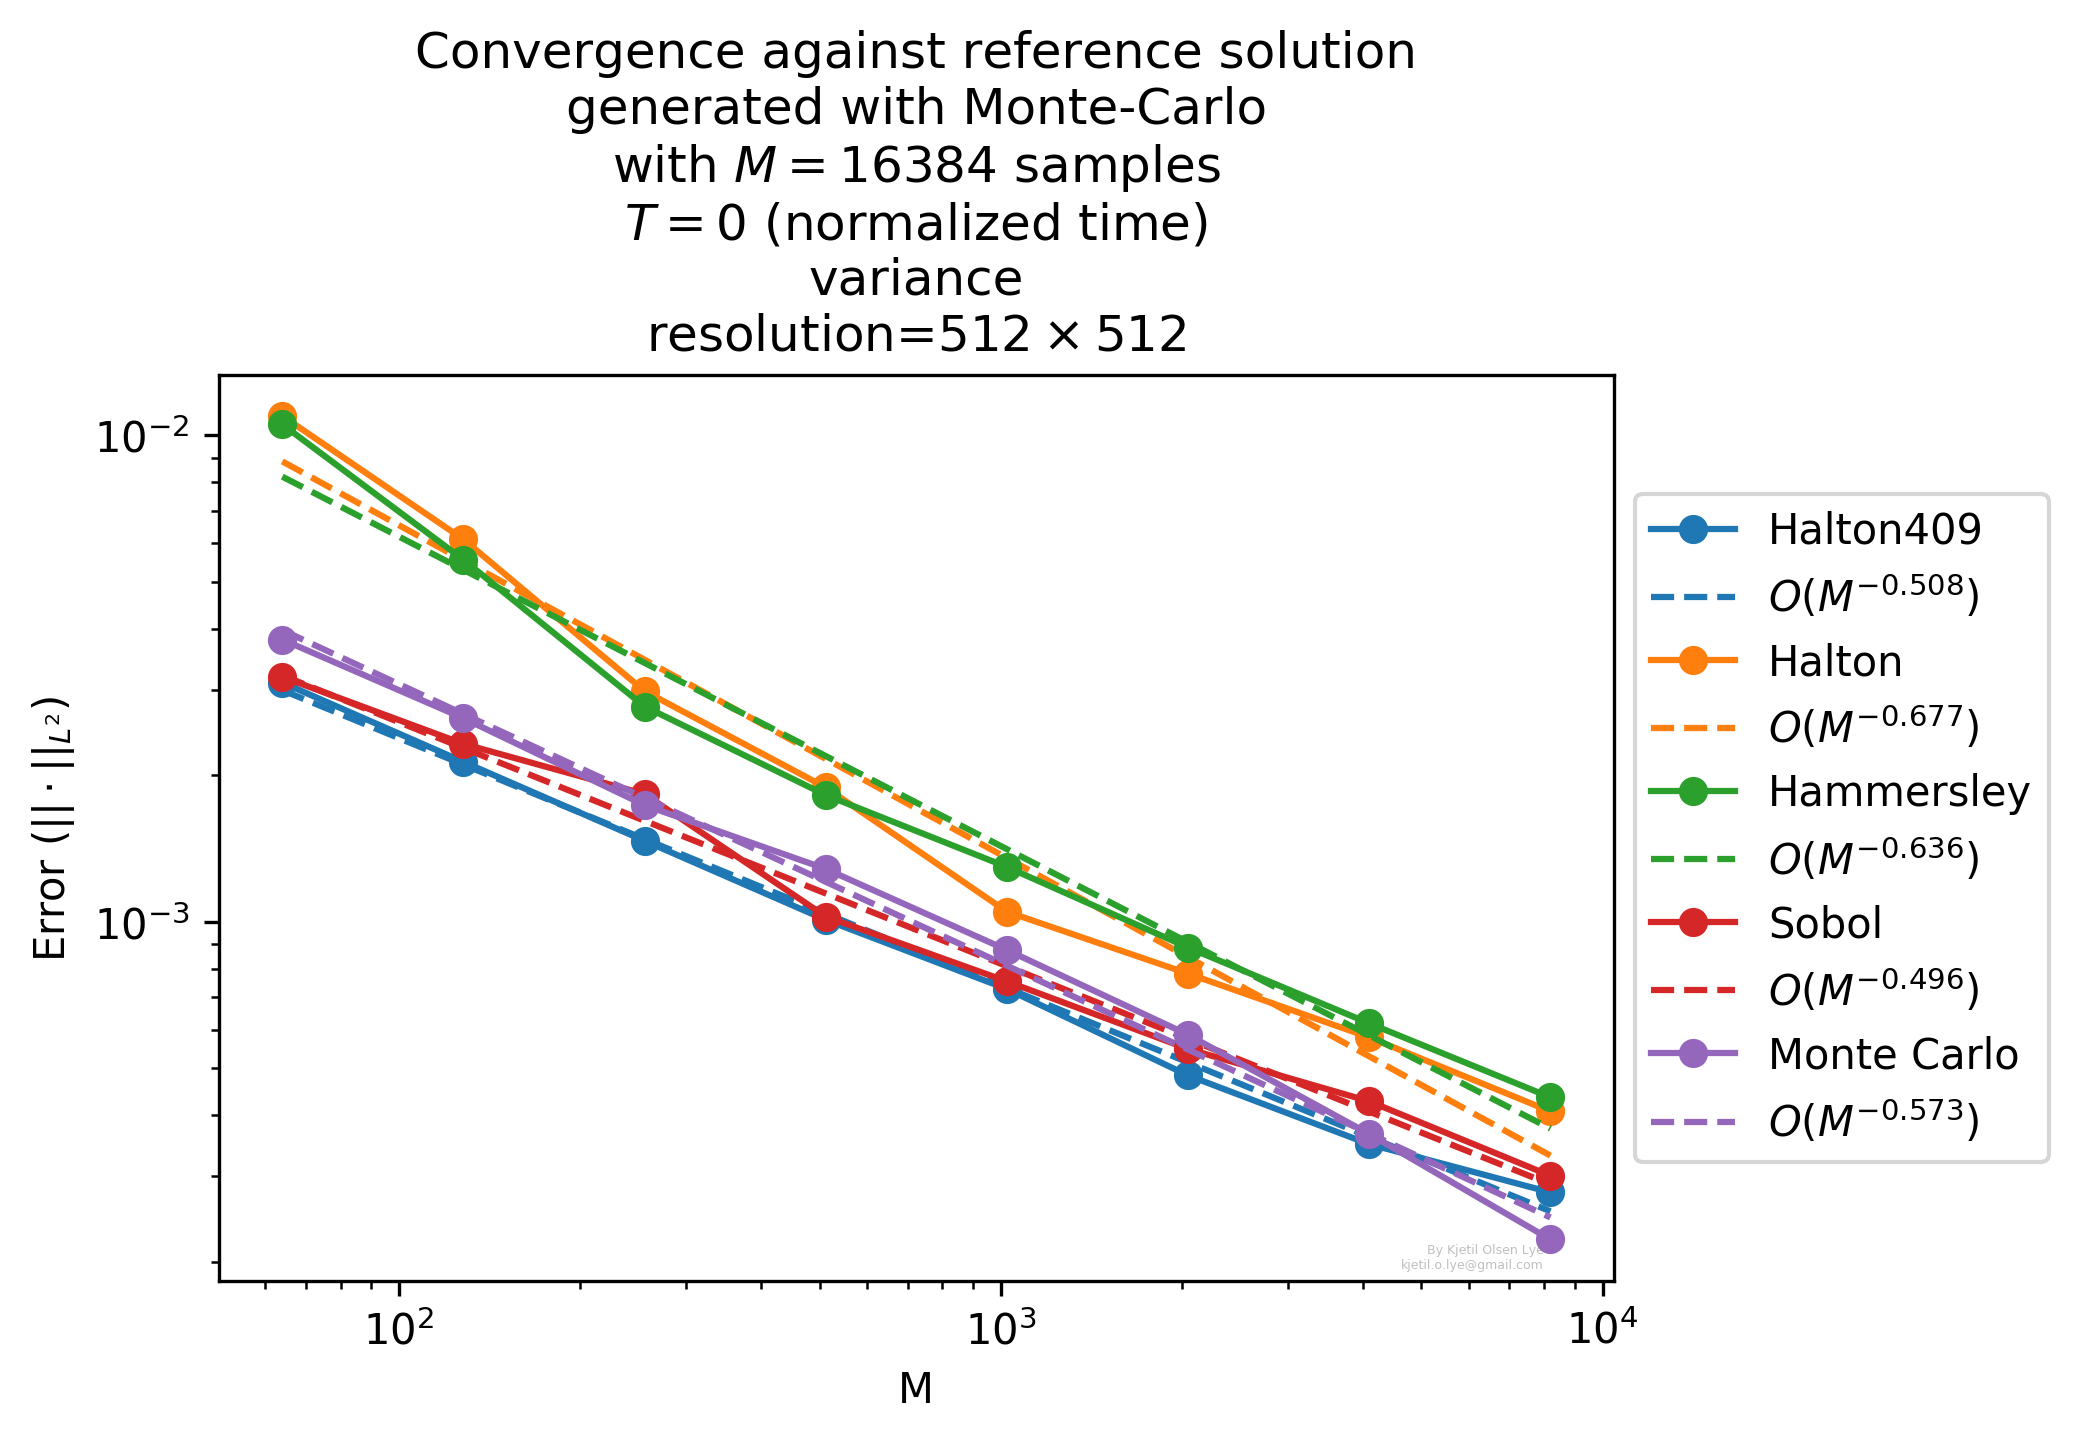 Convergence against reference solution
generated with Monte-Carlo
with M = 16384 samples
T = 0 (normalized time)
variance
resolution=512 × 512
10⁻²
10⁻³
Error (|| · ||_L²)
10²
10³
10⁴
M
Halton409
O(M⁻⁰·⁵⁰⁸)
Halton
O(M⁻⁰·⁶⁷⁷)
Hammersley
O(M⁻⁰·⁶³⁶)
Sobol
O(M⁻⁰·⁴⁹⁶)
Monte Carlo
O(M⁻⁰·⁵⁷³)
By Kjetil Olsen Lye
kjetil.o.lye@gmail.com